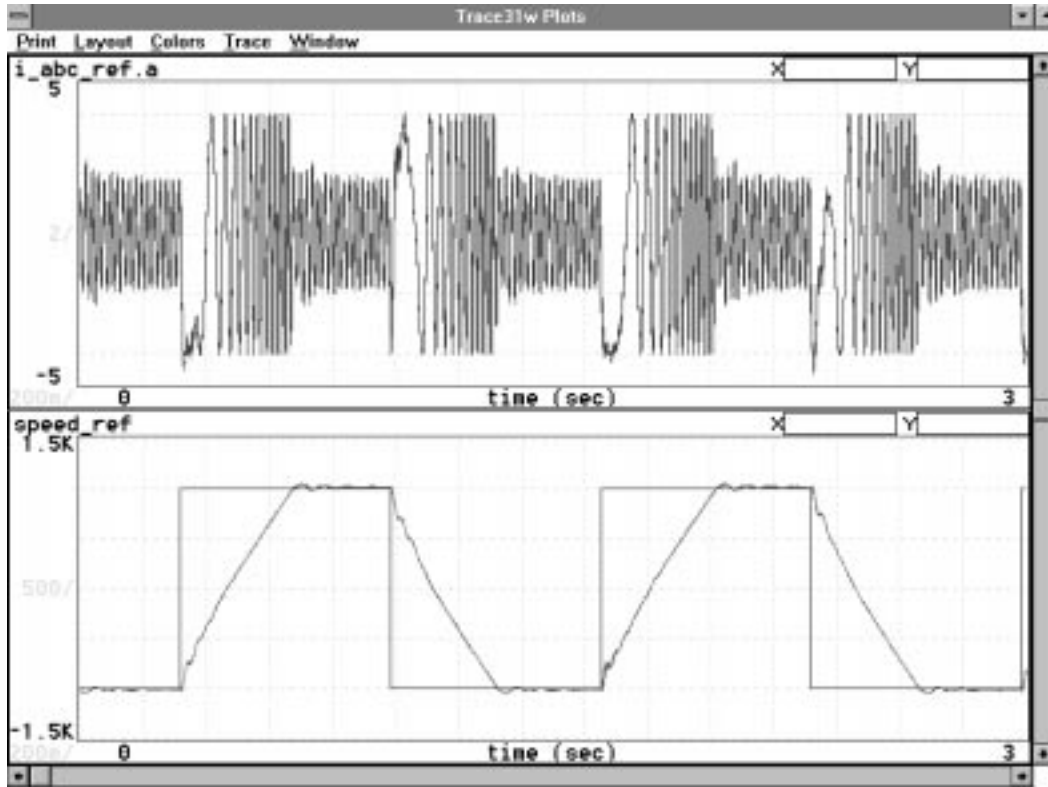 Trace31w Plots
Print Layout Colors Trace Window
i_abc_ref.a X Y
5
2/
-5
200m/ 0 time (sec) 3
speed_ref X Y
1.5K
500/
-1.5K
200m/ 0 time (sec) 3